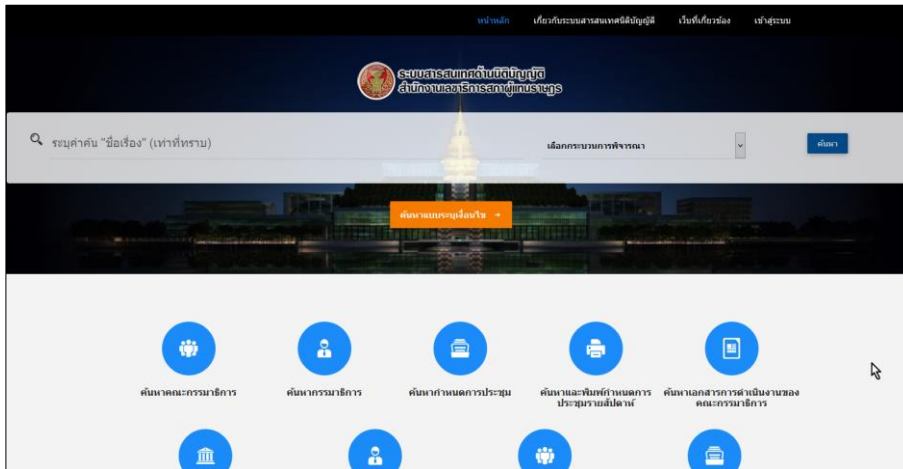 หน้าหลัก เกี่ยวกับระบบสารสนเทศนิติบัญญัติ เว็บที่เกี่ยวข้อง เข้าสู่ระบบ
ระบบสารสนเทศด้านนิติบัญญัติ
สำนักงานเลขาธิการสภาผู้แทนราษฎร
ระบุคำค้น "ชื่อเรื่อง" (เท่าที่ทราบ) เลือกกระบวนการพิจารณา ค้นหา
ค้นหาแบบระบุเงื่อนไข →
ค้นหาคณะกรรมาธิการ ค้นหากรรมาธิการ ค้นหากำหนดการประชุม ค้นหาและพิมพ์กำหนดการ ค้นหาเอกสารการดำเนินงานของ
ประชุมรายสัปดาห์ คณะกรรมาธิการ